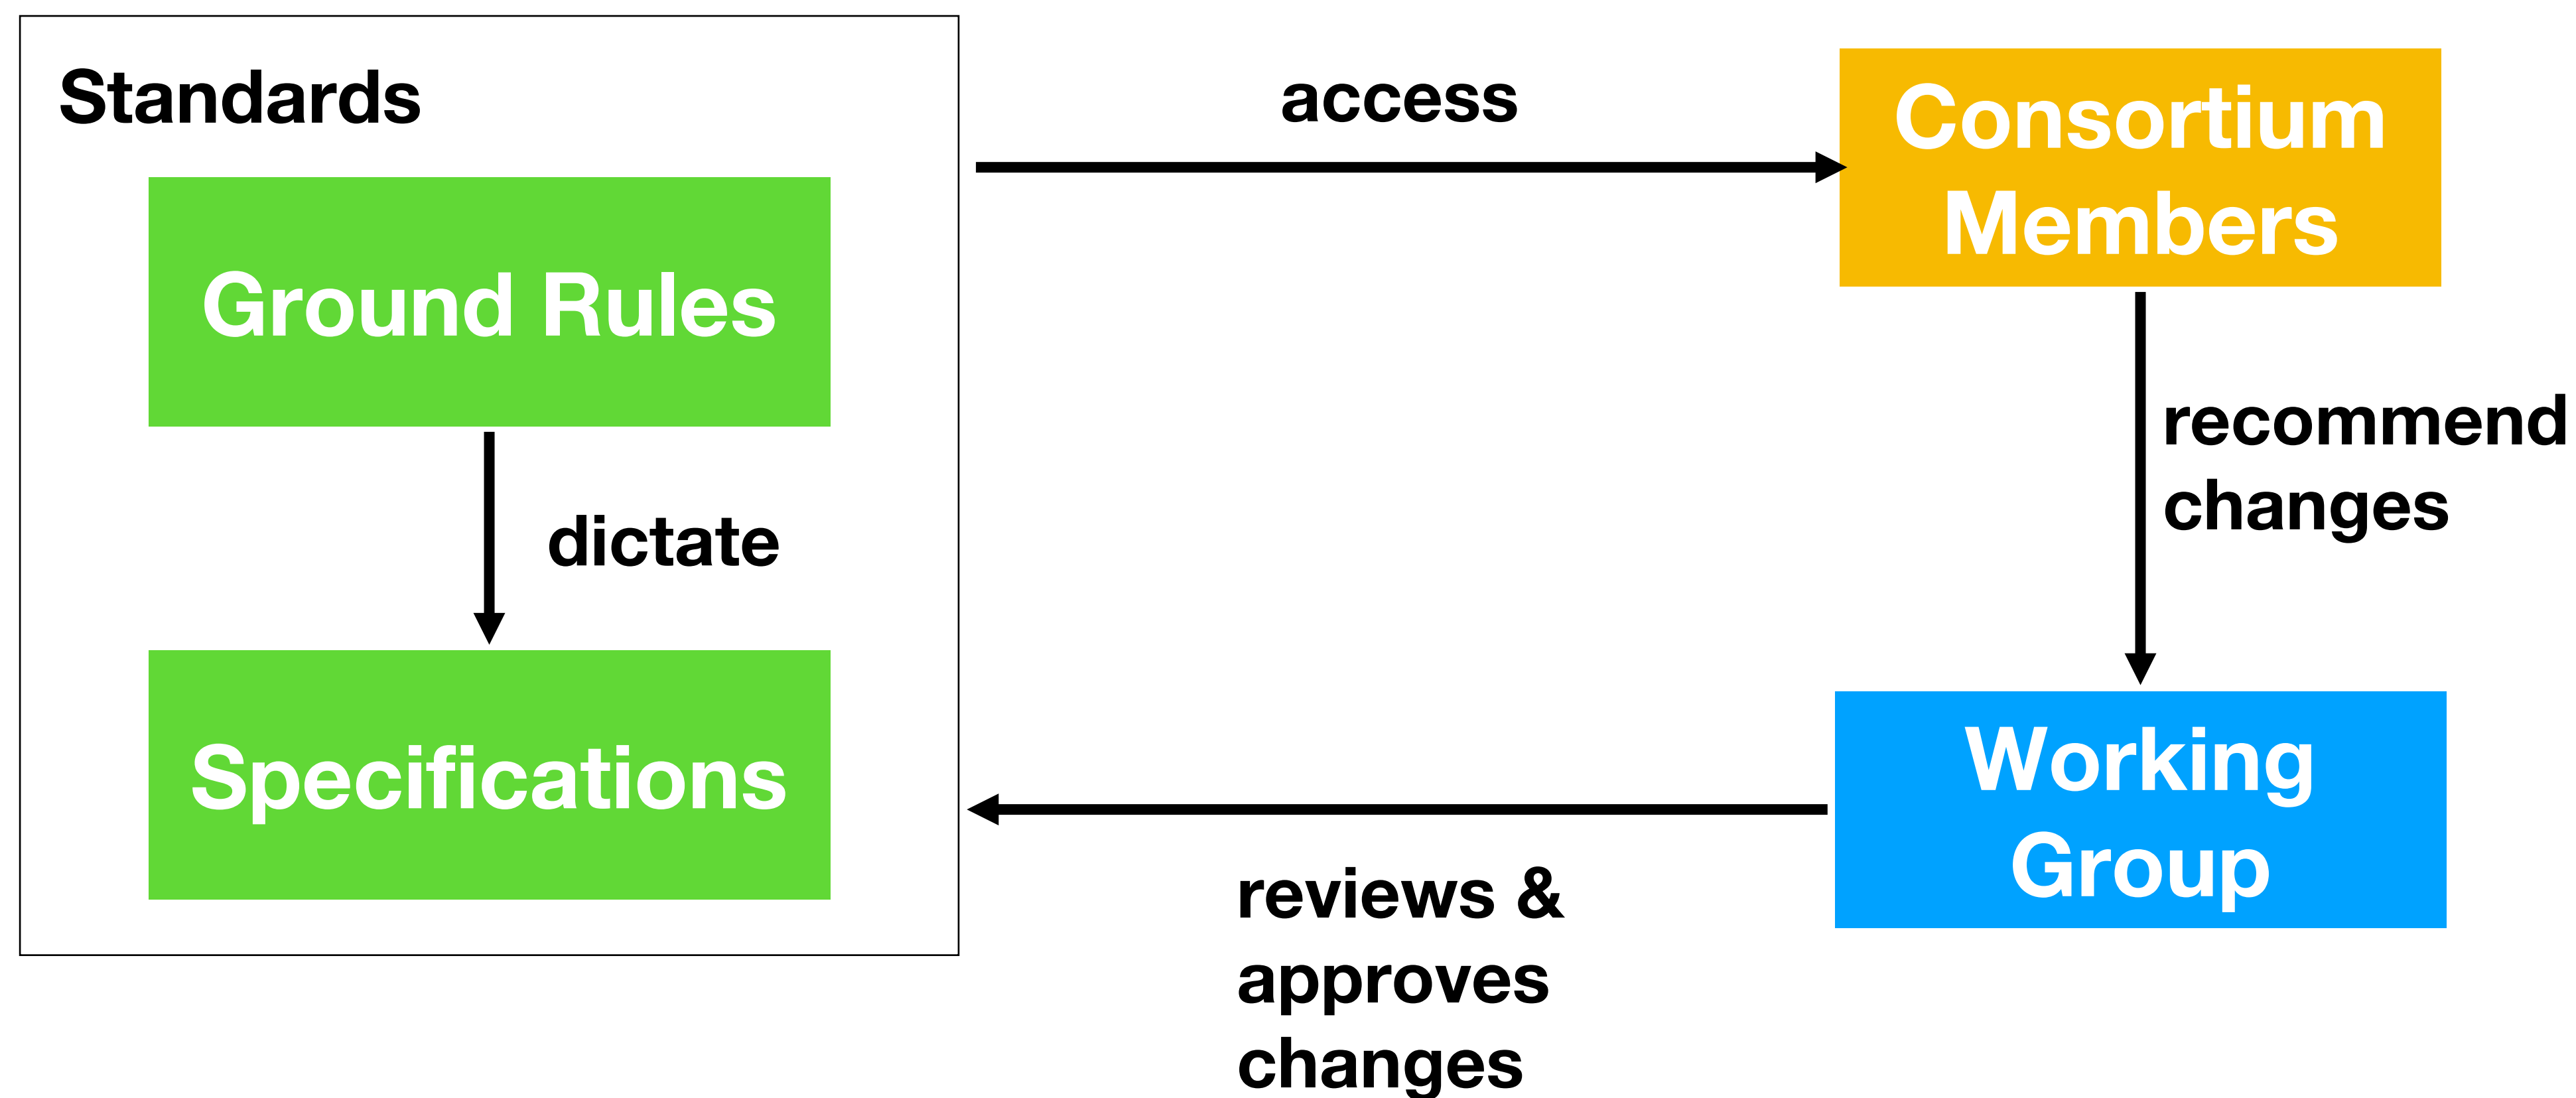 Standards
Ground Rules
dictate
Specifications
access
Consortium
Members
recommend
changes
Working
Group
reviews &
approves
changes